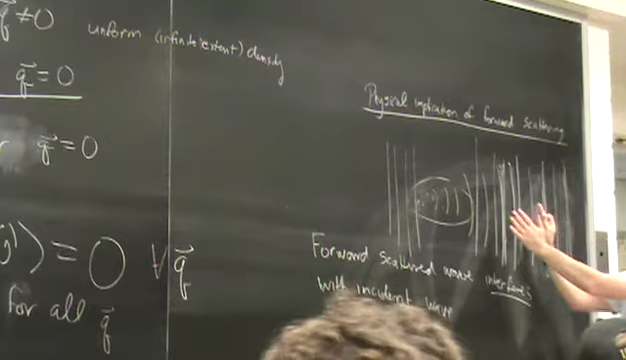 q⃗ ≠ 0
uniform (infinite extent) density
q⃗ = 0
q⃗ = 0
⟩ = 0 ∀ q⃗
for all q⃗
Physical implication of forward scattering
Forward scattered wave interferes
with incident wave